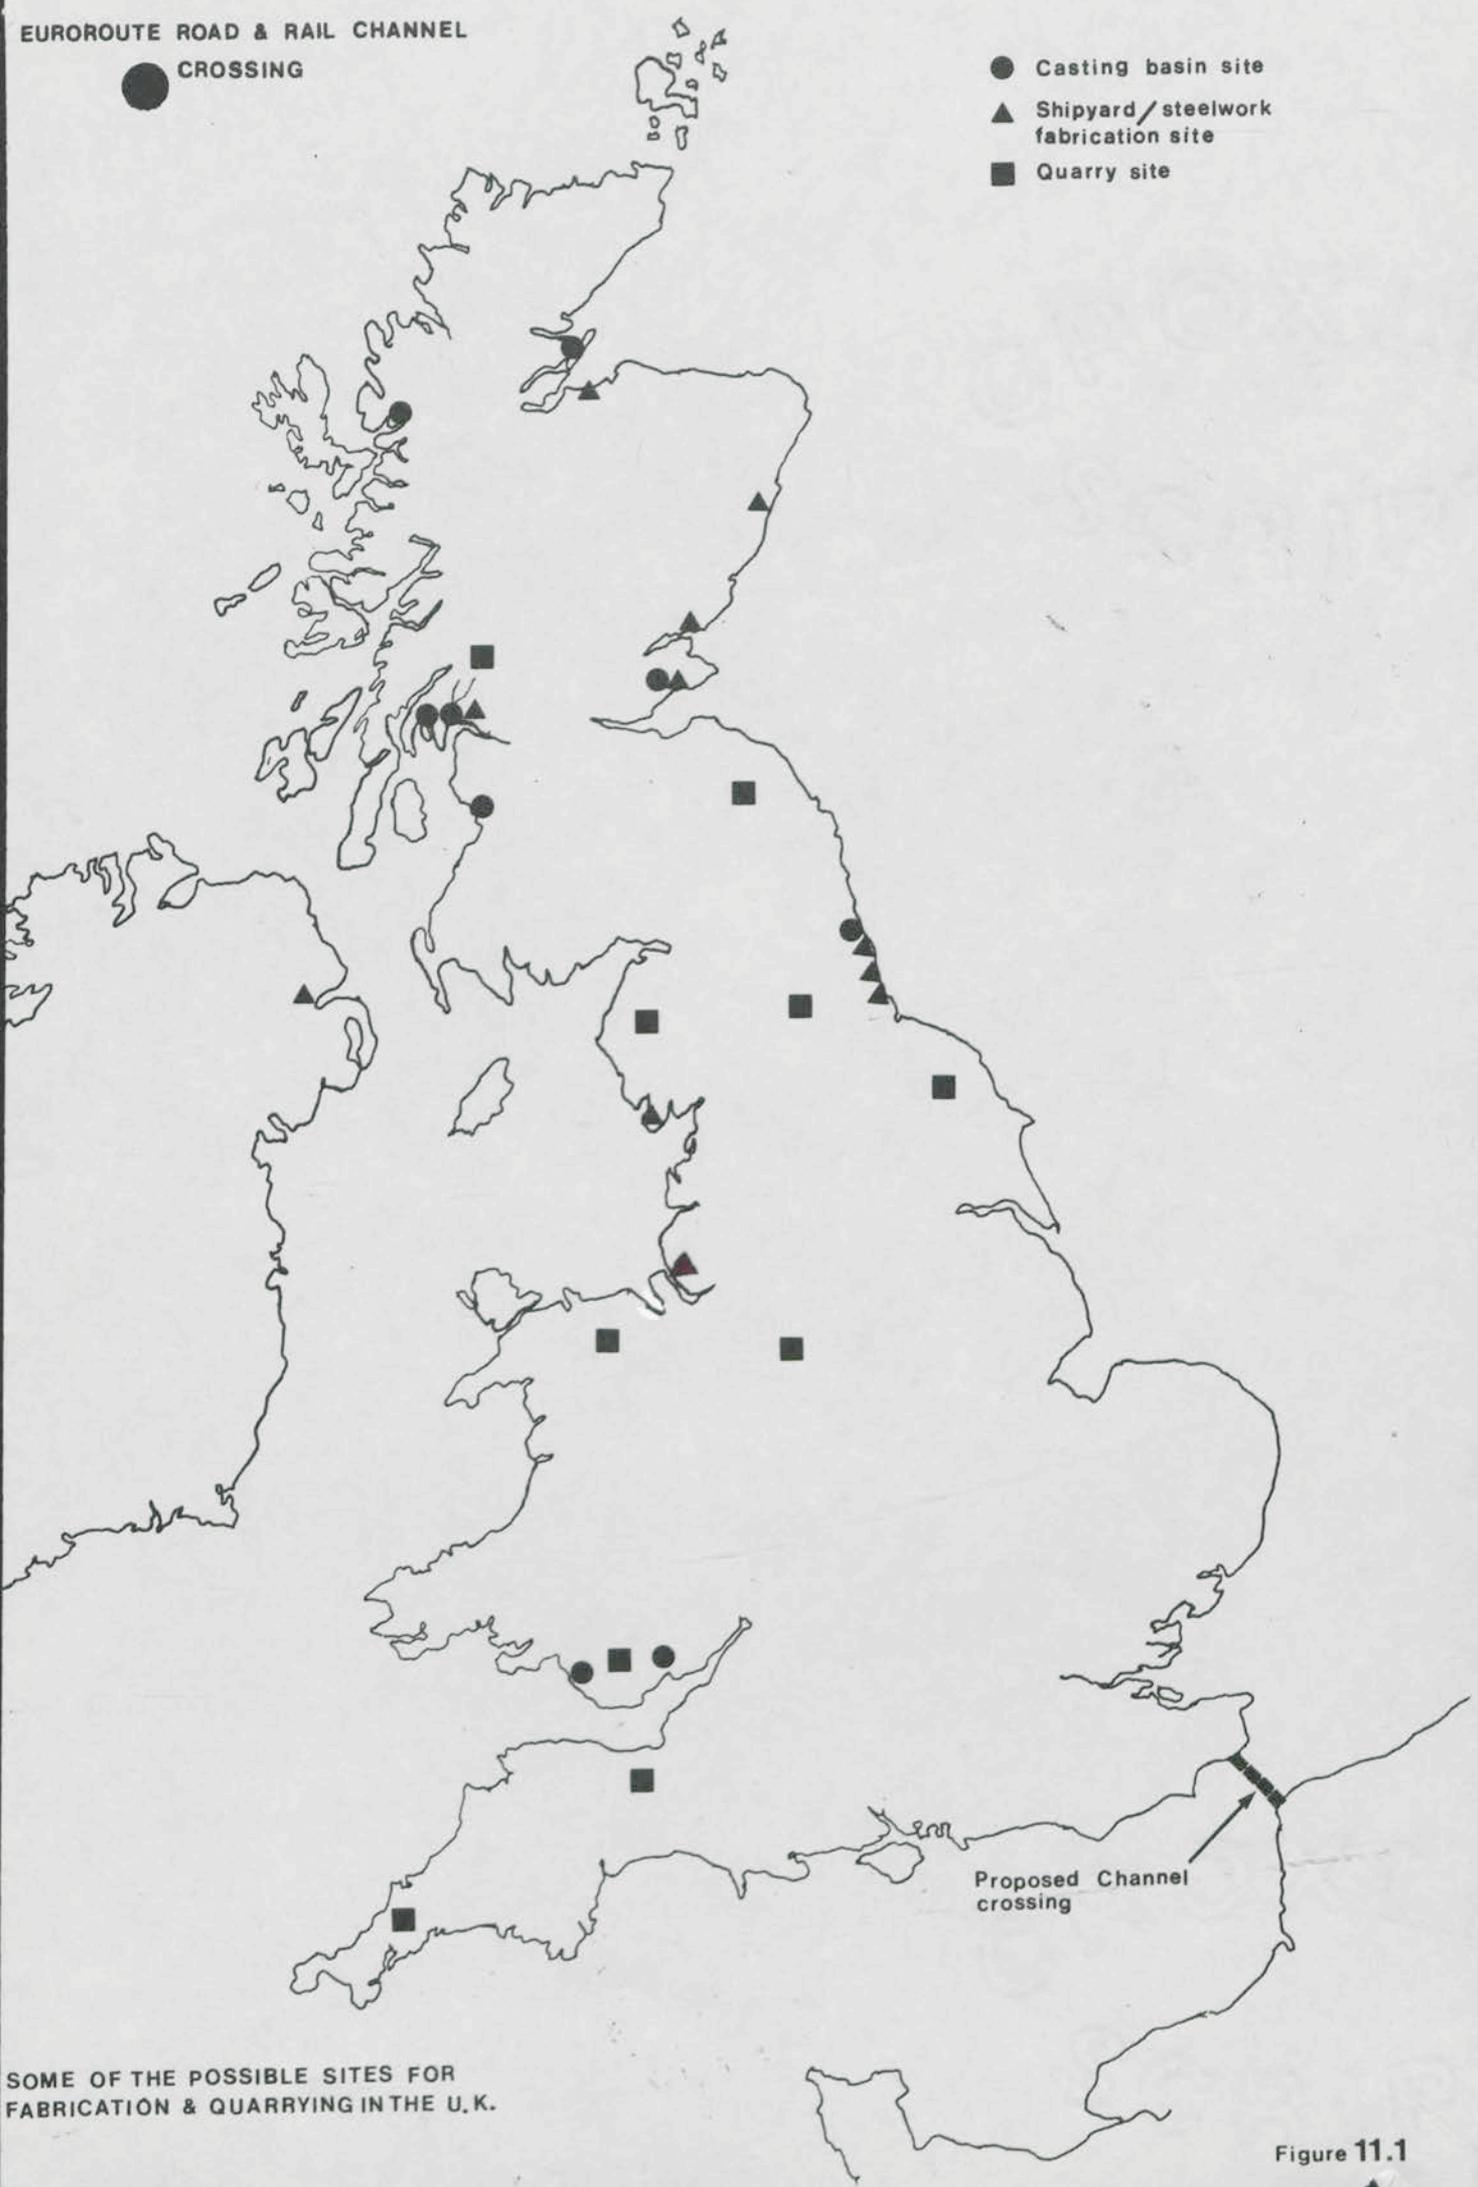 EUROROUTE ROAD & RAIL CHANNEL
CROSSING
Casting basin site
Shipyard/steelwork
fabrication site
Quarry site
Proposed Channel
crossing
SOME OF THE POSSIBLE SITES FOR
FABRICATION & QUARRYING IN THE U.K.
Figure 11.1